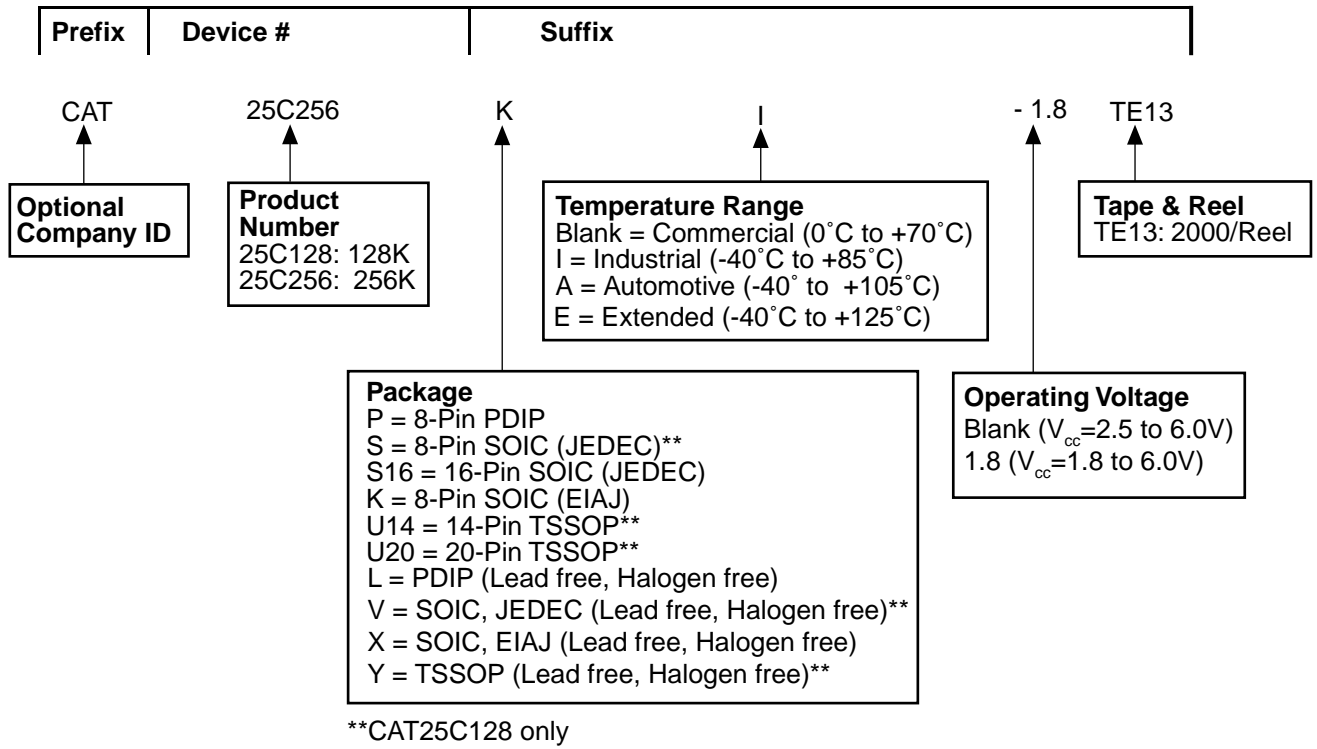 Prefix Device # Suffix
CAT 25C256 K I - 1.8 TE13
Optional
Company ID
Product
Number
25C128: 128K
25C256: 256K
Temperature Range
Blank = Commercial (0˚C to +70˚C)
I = Industrial (-40˚C to +85˚C)
A = Automotive (-40˚ to +105˚C)
E = Extended (-40˚C to +125˚C)
Tape & Reel
TE13: 2000/Reel
Package
P = 8-Pin PDIP
S = 8-Pin SOIC (JEDEC)**
S16 = 16-Pin SOIC (JEDEC)
K = 8-Pin SOIC (EIAJ)
U14 = 14-Pin TSSOP**
U20 = 20-Pin TSSOP**
L = PDIP (Lead free, Halogen free)
V = SOIC, JEDEC (Lead free, Halogen free)**
X = SOIC, EIAJ (Lead free, Halogen free)
Y = TSSOP (Lead free, Halogen free)**
Operating Voltage
Blank (Vcc=2.5 to 6.0V)
1.8 (Vcc=1.8 to 6.0V)
**CAT25C128 only